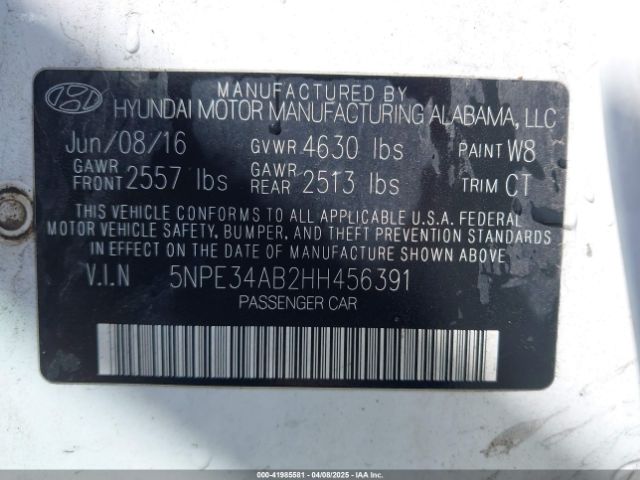 MANUFACTURED BY
HYUNDAI MOTOR MANUFACTURING ALABAMA, LLC
Jun/08/16 GVWR 4630 lbs PAINT W8
GAWR FRONT 2557 lbs GAWR REAR 2513 lbs TRIM CT
THIS VEHICLE CONFORMS TO ALL APPLICABLE U.S.A. FEDERAL
MOTOR VEHICLE SAFETY, BUMPER, AND THEFT PREVENTION STANDARDS
IN EFFECT ON THE DATE OF MANUFACTURE SHOWN ABOVE
V.I.N 5NPE34AB2HH456391
PASSENGER CAR
000-41985581 - 04/08/2025 - IAAI.COM COPART